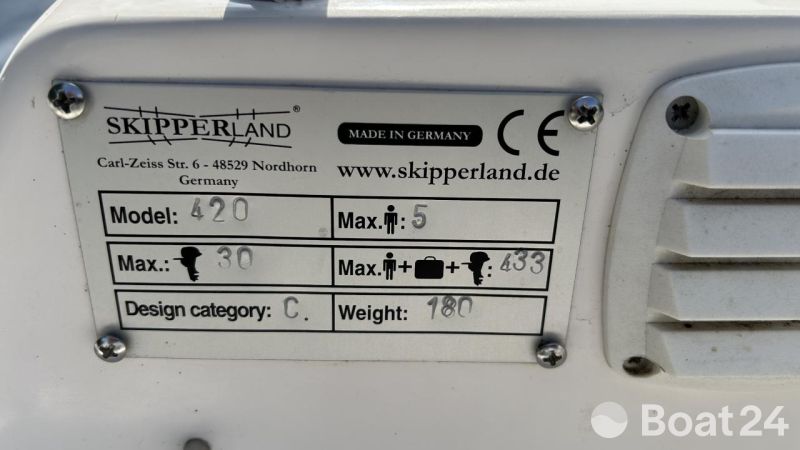 SKIPPERLAND®
MADE IN GERMANY
CE
Carl-Zeiss Str. 6 - 48529 Nordhorn
Germany
www.skipperland.de
Model: 420
Max. : 5
Max.: 30
Max. + + : 433
Design category: C.
Weight: 180
Boat24